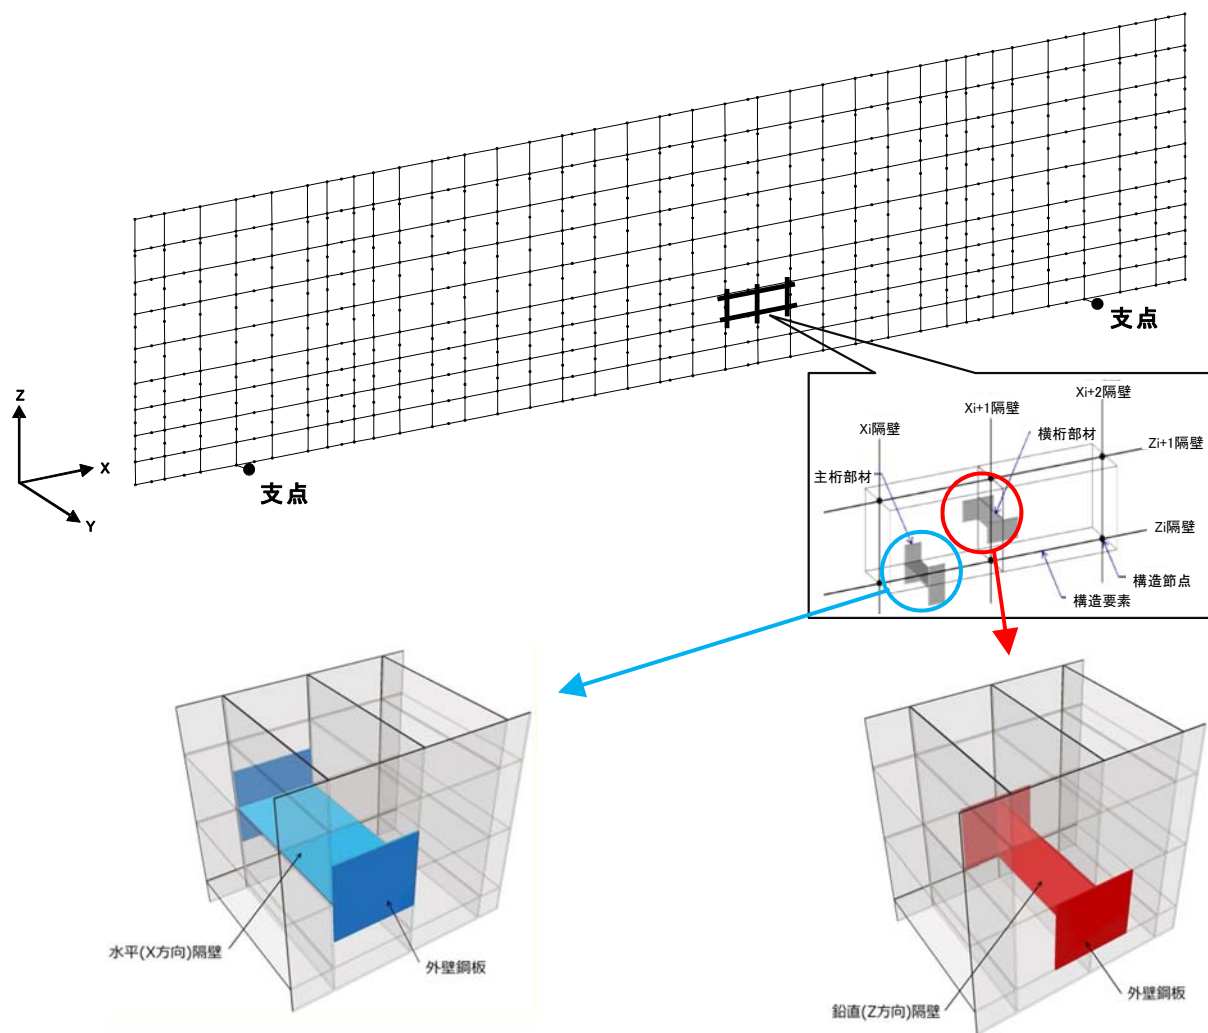 支点
Z
X
Y
支点
Xi+2隔壁
Xi+1隔壁
Xi隔壁
横桁部材
Zi+1隔壁
主桁部材
Zi隔壁
構造節点
構造要素
水平(X方向)隔壁
外壁鋼板
外壁鋼板
鉛直(Z方向)隔壁